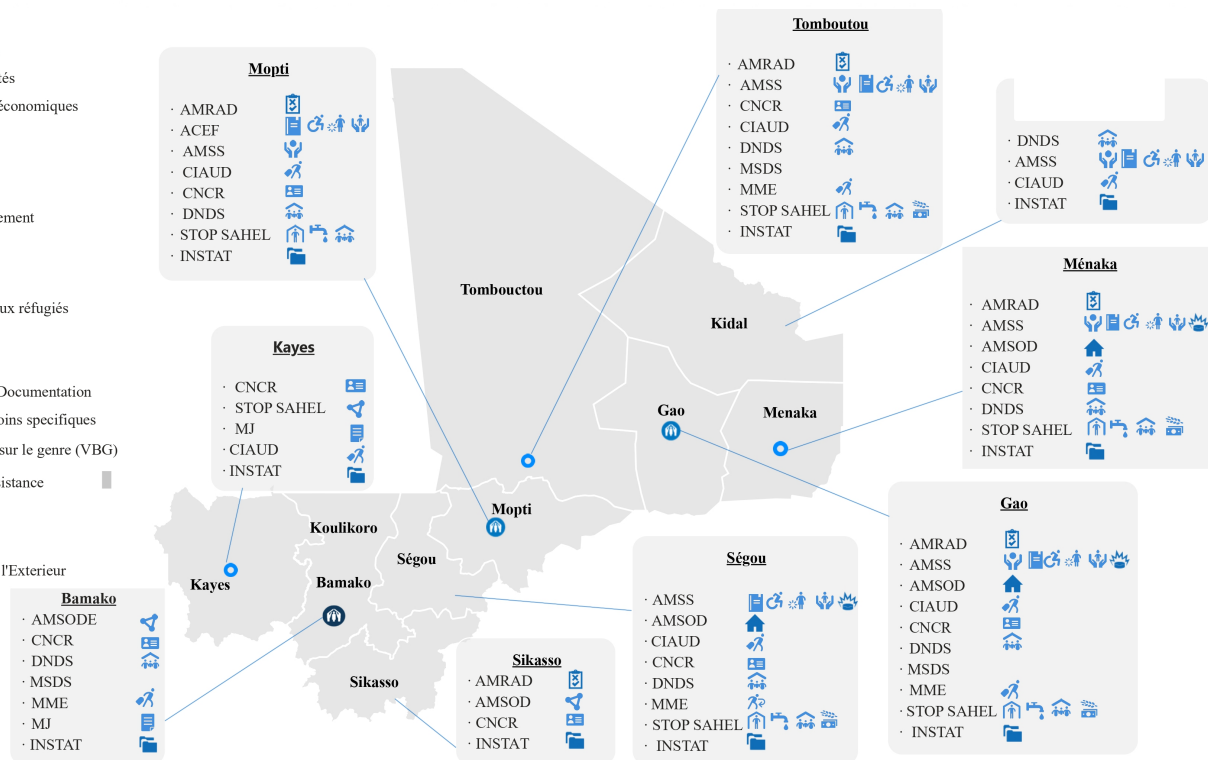 tés
économiques
ement
ux réfugiés
Documentation
oins specifiques
sur le genre (VBG)
sistance
l'Exterieur
Mopti
· AMRAD
· ACEF
· AMSS
· CIAUD
· CNCR
· DNDS
· STOP SAHEL
· INSTAT
Tomboutou
· AMRAD
· AMSS
· CNCR
· CIAUD
· DNDS
· MSDS
· MME
· STOP SAHEL
· INSTAT
· DNDS
· AMSS
· CIAUD
· INSTAT
Ménaka
· AMRAD
· AMSS
· AMSOD
· CIAUD
· CNCR
· DNDS
· STOP SAHEL
· INSTAT
Kayes
· CNCR
· STOP SAHEL
· MJ
· CIAUD
· INSTAT
Tombouctou
Kidal
Gao
Menaka
Mopti
Koulikoro
Ségou
Kayes
Bamako
Sikasso
Gao
· AMRAD
· AMSS
· AMSOD
· CIAUD
· CNCR
· DNDS
· MSDS
· MME
· STOP SAHEL
· INSTAT
Ségou
· AMSS
· AMSOD
· CIAUD
· CNCR
· DNDS
· MME
· STOP SAHEL
· INSTAT
Bamako
· AMSODE
· CNCR
· DNDS
· MSDS
· MME
· MJ
· INSTAT
Sikasso
· AMRAD
· AMSOD
· CNCR
· INSTAT